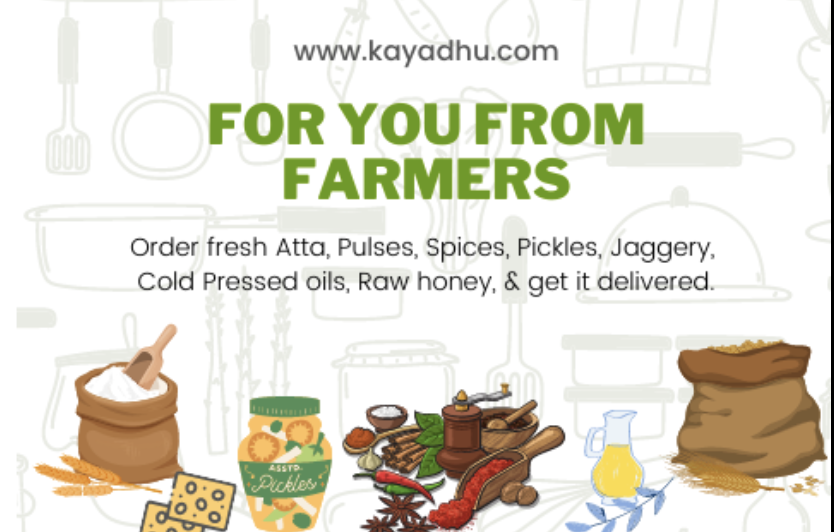 www.kayadhu.com
FOR YOU FROM
FARMERS
Order fresh Atta, Pulses, Spices, Pickles, Jaggery,
Cold Pressed oils, Raw honey, & get it delivered.
ASSTD.
Pickles